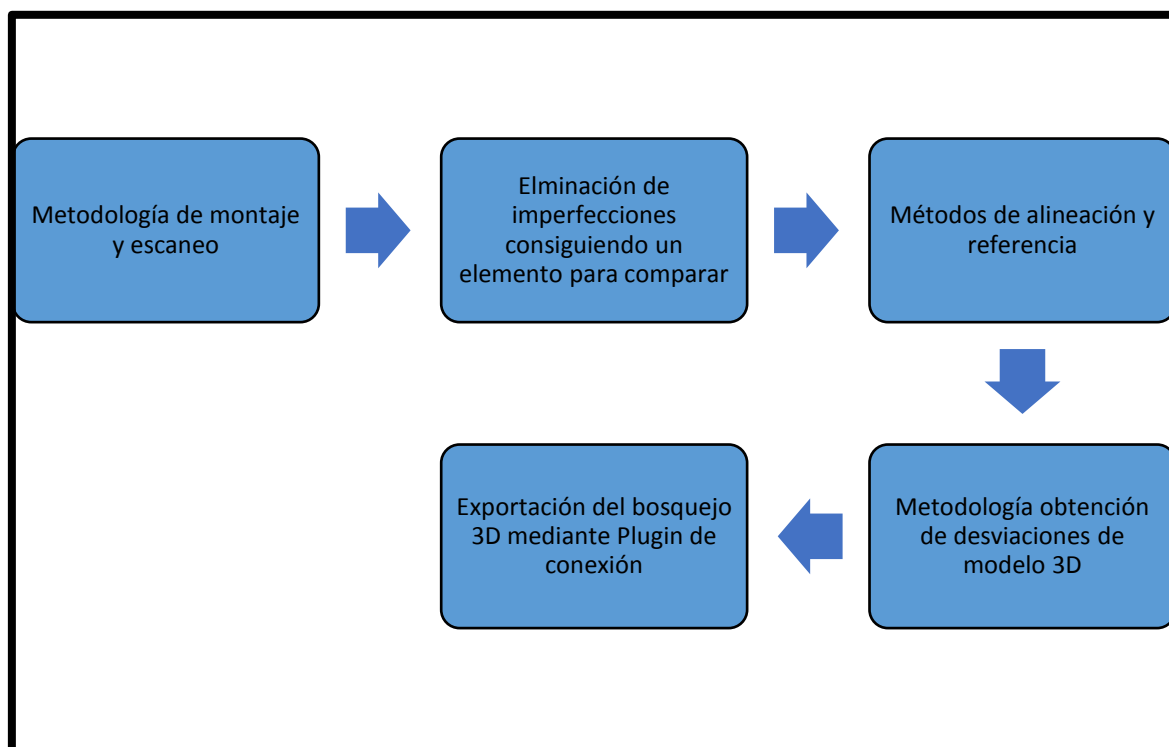 Metodología de montaje
y escaneo
Elminación de
imperfecciones
consiguiendo un
elemento para comparar
Métodos de alineación y
referencia
Metodología obtención
de desviaciones de
modelo 3D
Exportación del bosquejo
3D mediante Plugin de
conexión